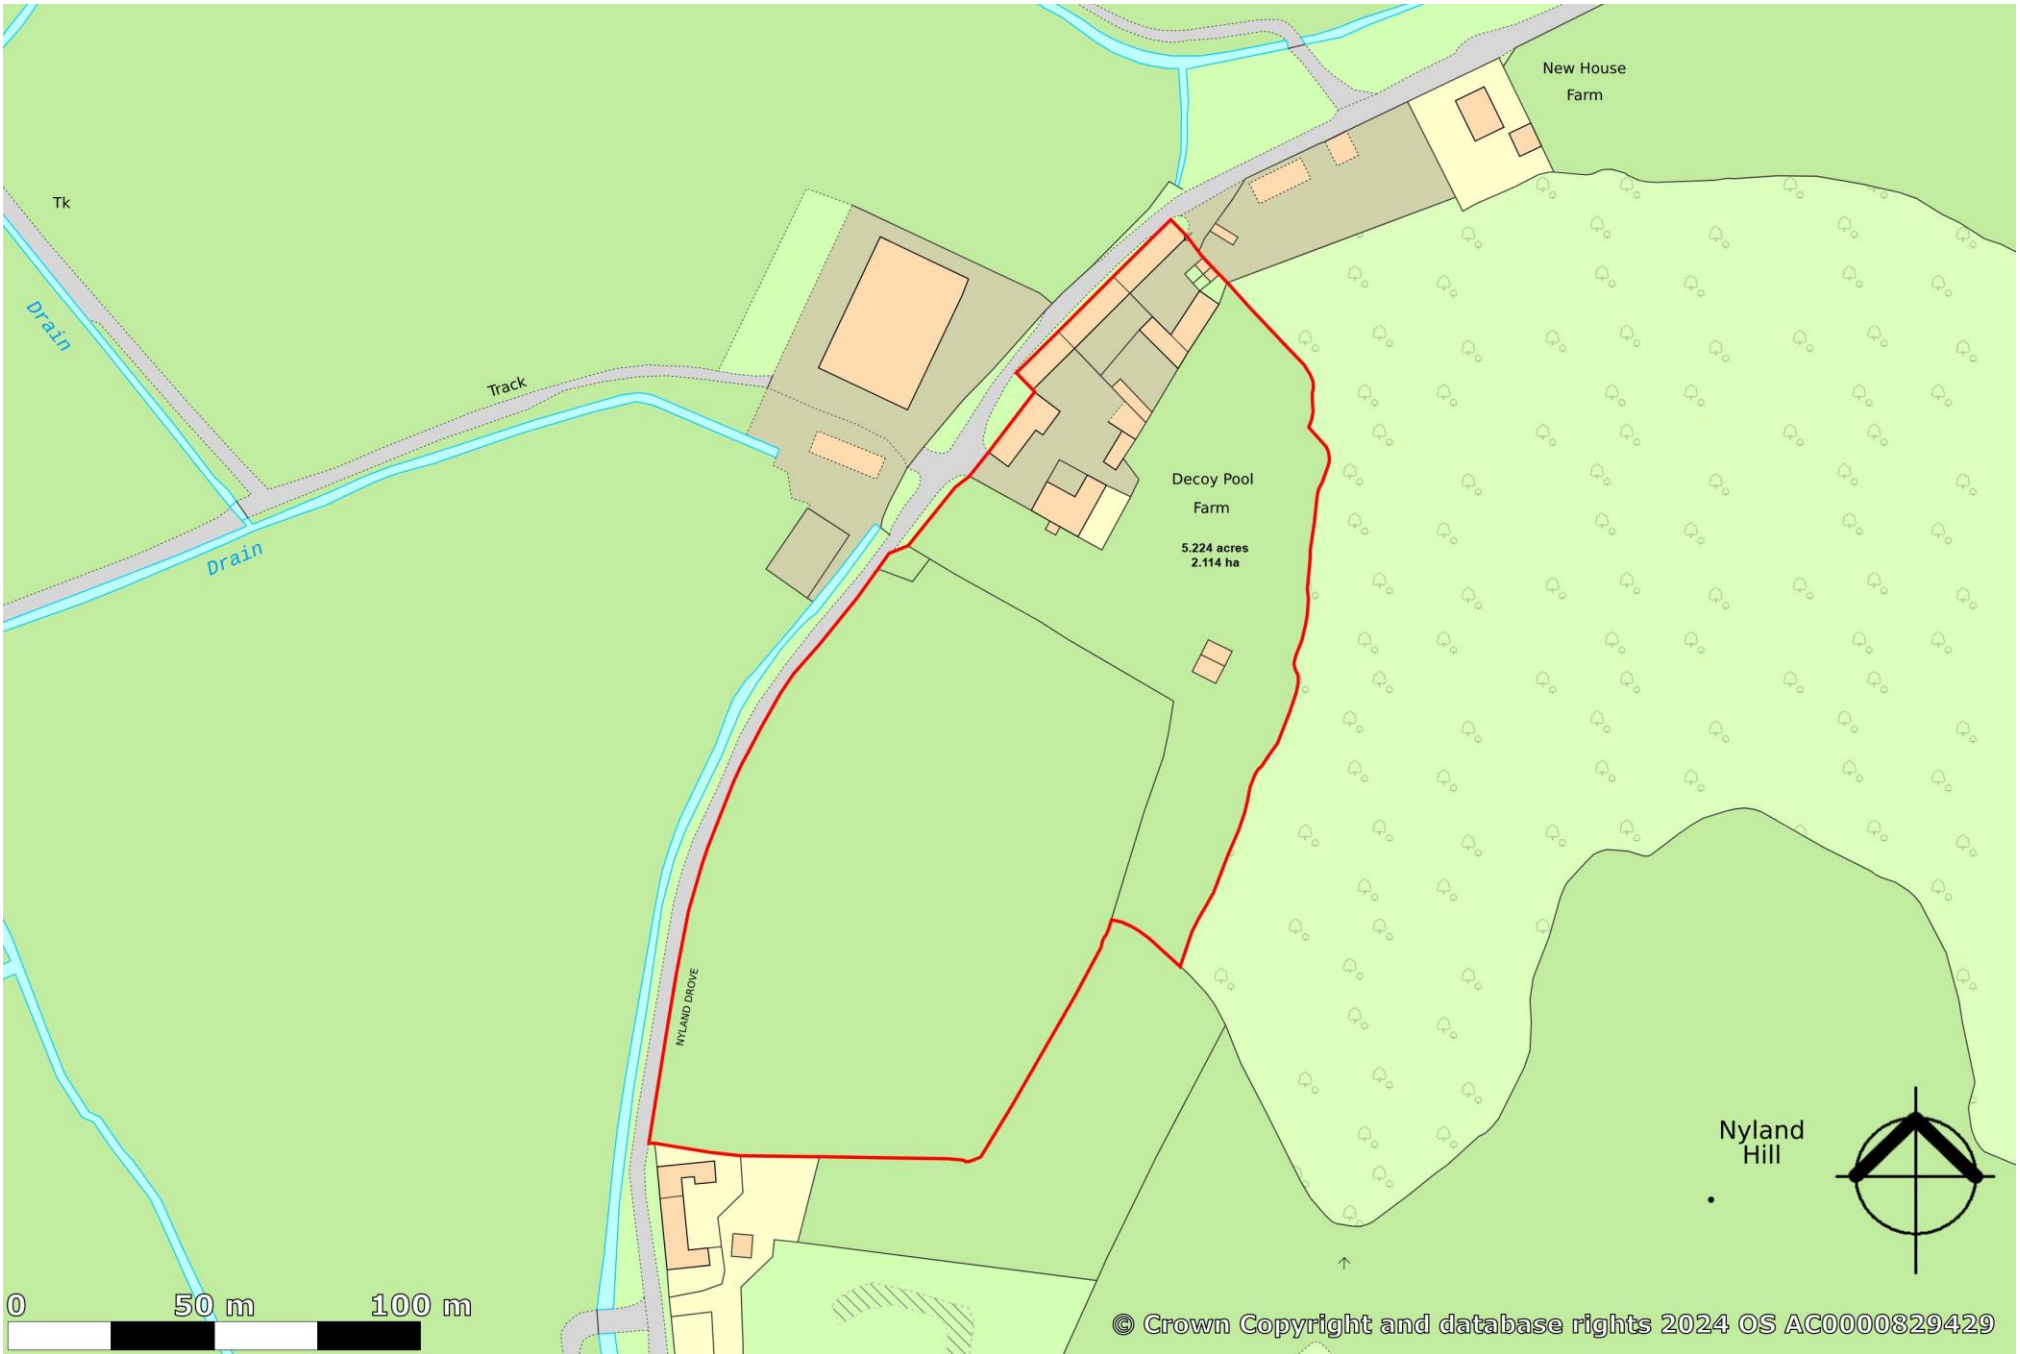 New House
Farm
Tk
Drain
Track
Drain
Decoy Pool
Farm
5.224 acres
2.114 ha
NYLAND DROVE
Nyland
Hill
0 50 m 100 m
© Crown Copyright and database rights 2024 OS AC0000829429